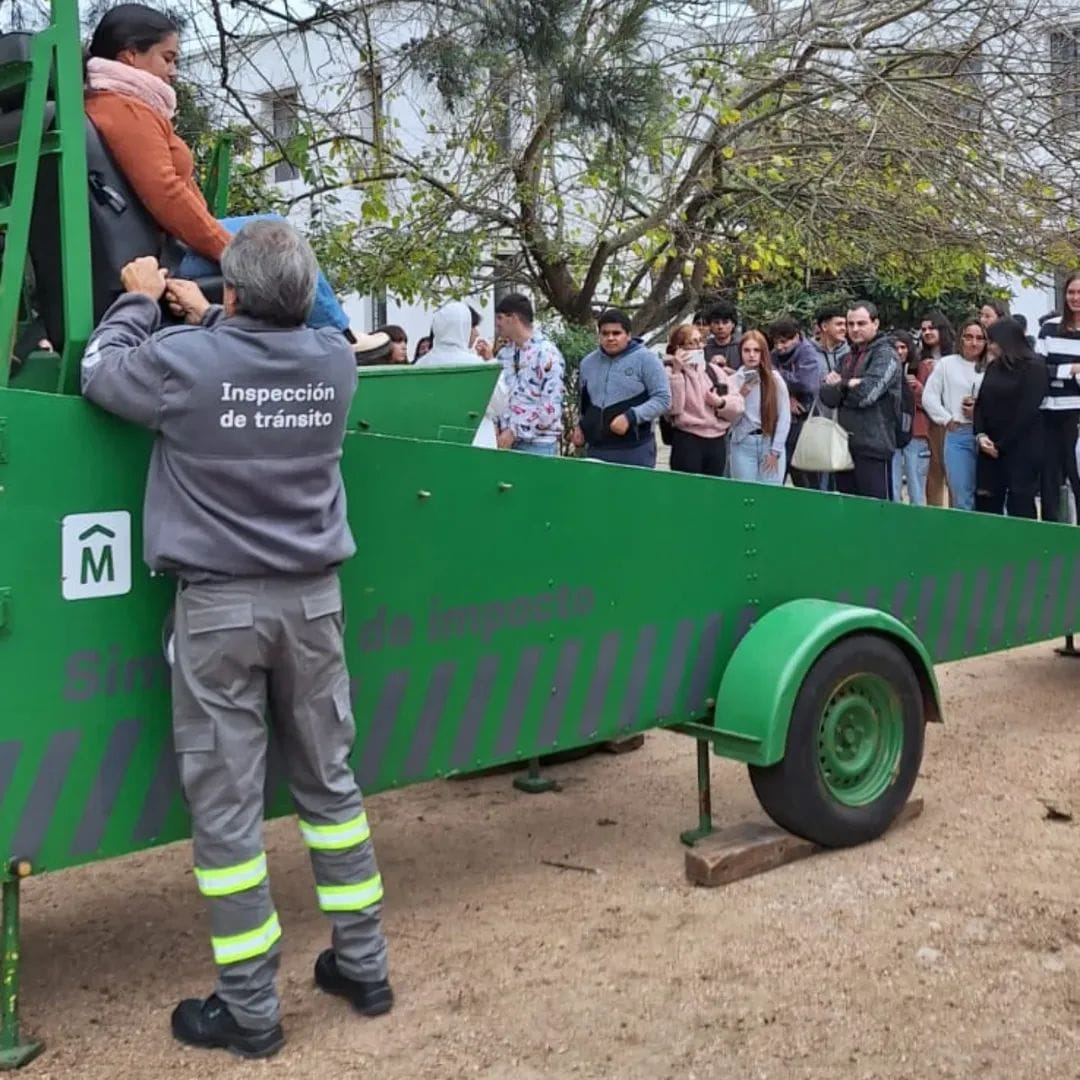 Inspección
de tránsito
M
de impacto